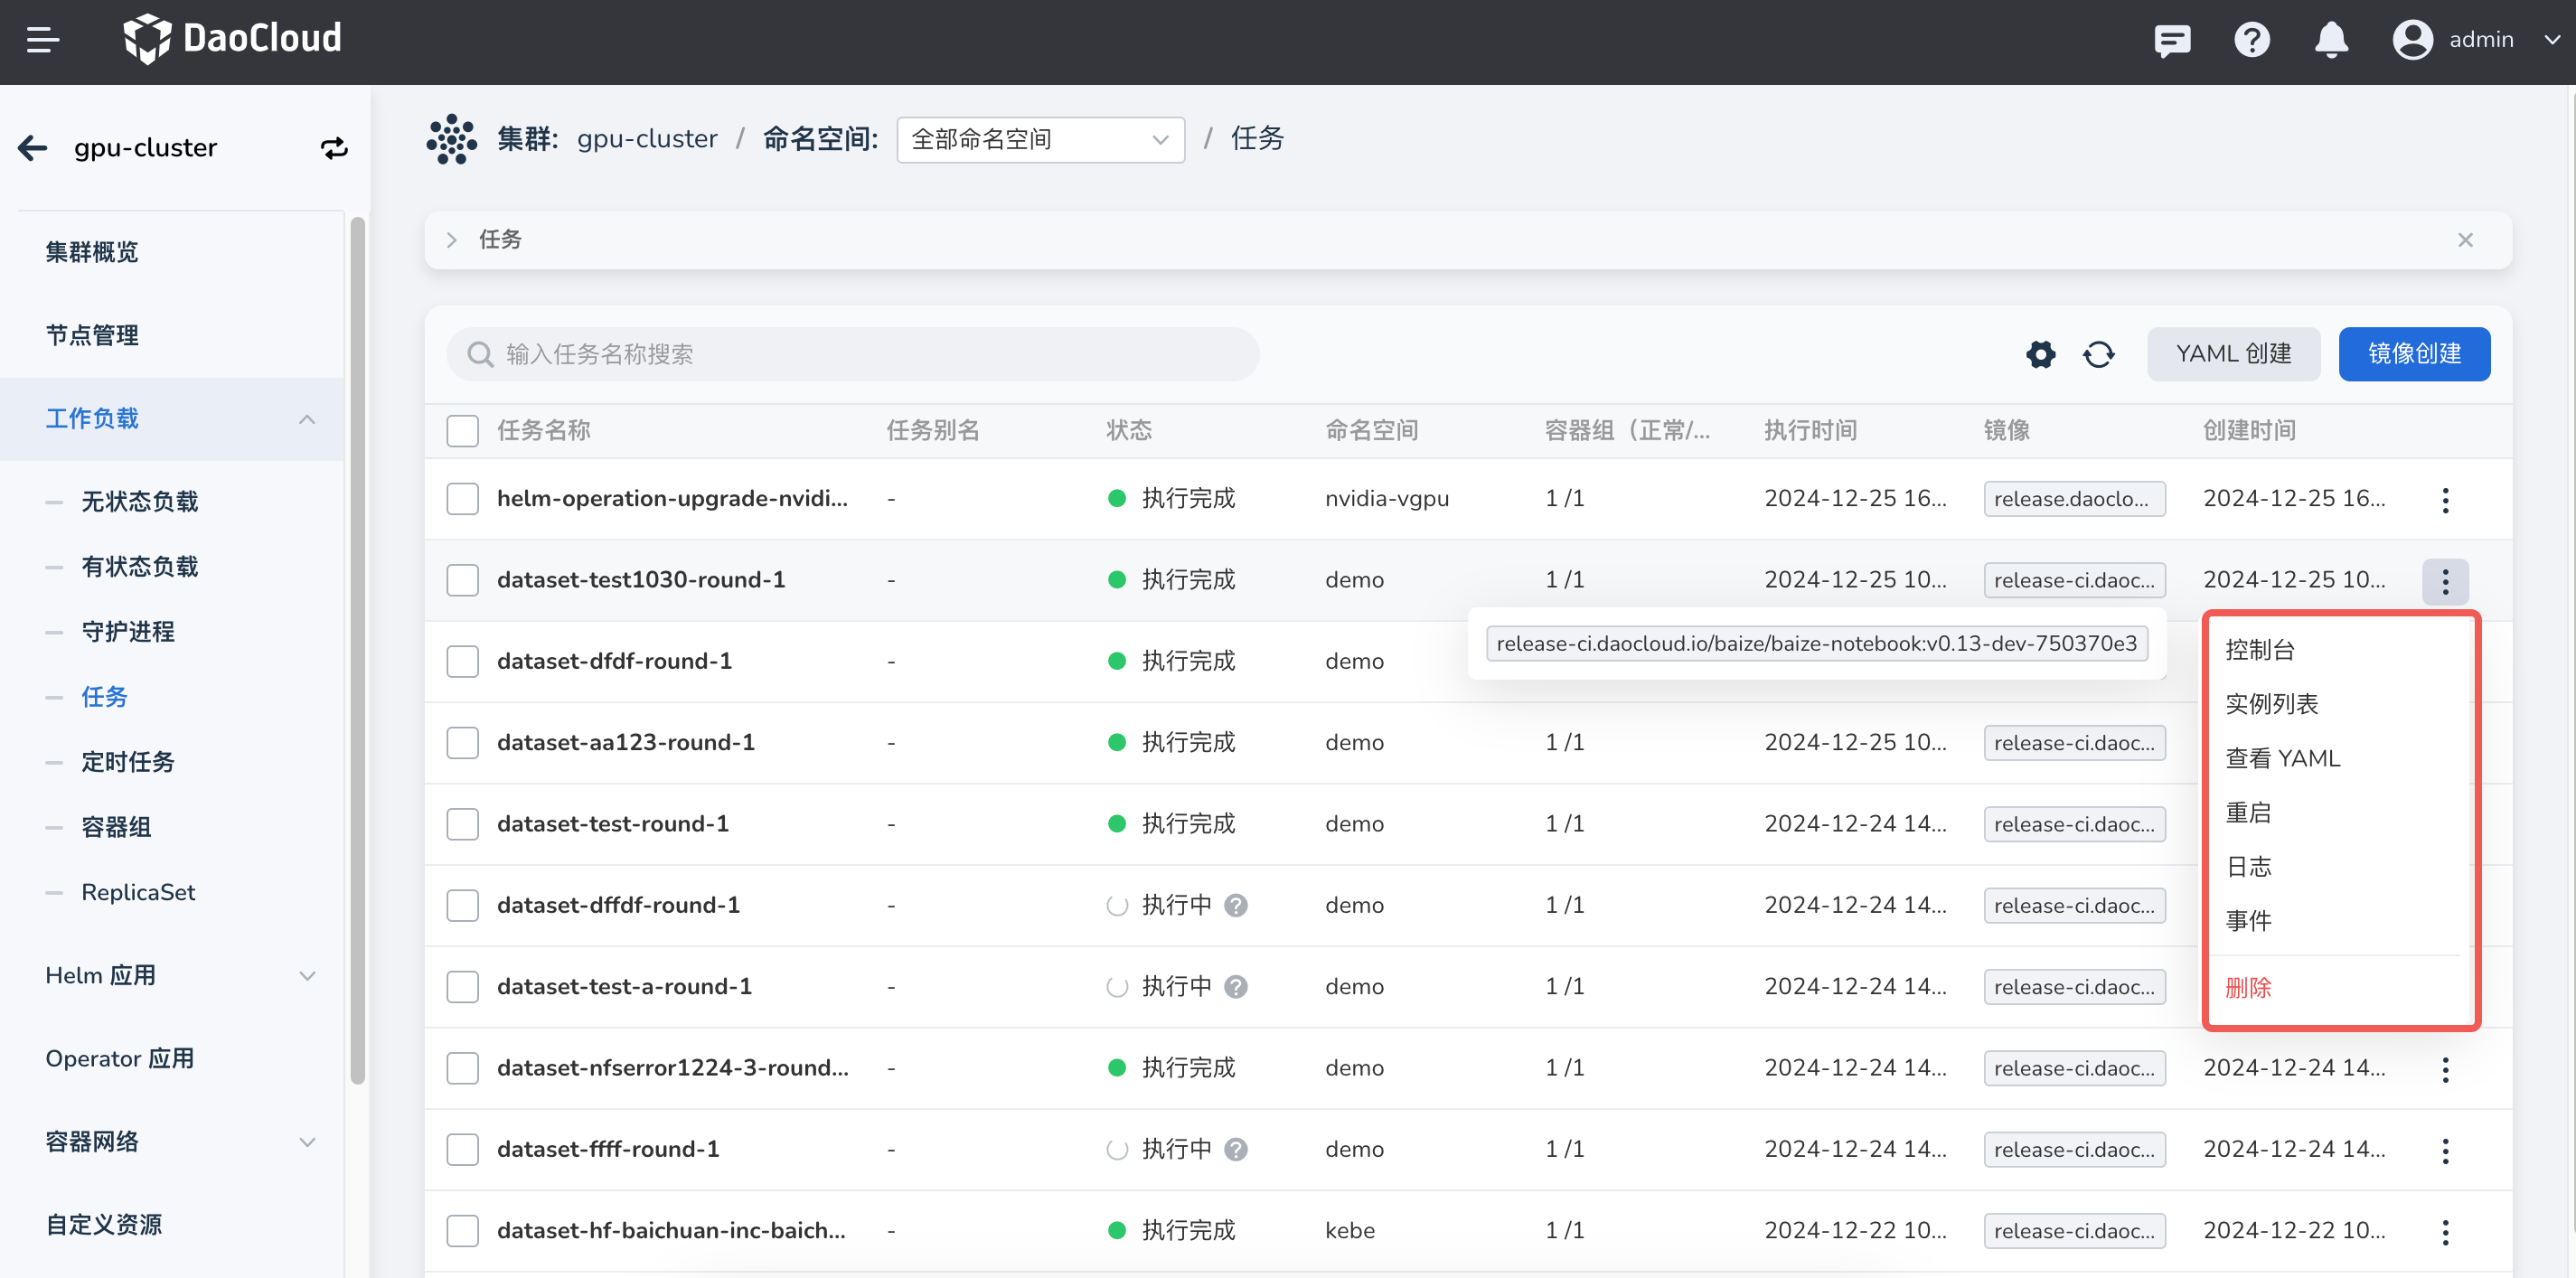 DaoCloud
admin
gpu-cluster
集群: gpu-cluster / 命名空间: 全部命名空间 / 任务
集群概览
节点管理
工作负载
无状态负载
有状态负载
守护进程
任务
定时任务
容器组
ReplicaSet
Helm 应用
Operator 应用
容器网络
自定义资源
任务
输入任务名称搜索
YAML 创建
镜像创建
任务名称 任务别名 状态 命名空间 容器组（正常/... 执行时间 镜像 创建时间
helm-operation-upgrade-nvidi... - 执行完成 nvidia-vgpu 1 /1 2024-12-25 16... release.daoclo... 2024-12-25 16...
dataset-test1030-round-1 - 执行完成 demo 1 /1 2024-12-25 10... release-ci.daoc... 2024-12-25 10...
release-ci.daocloud.io/baize/baize-notebook:v0.13-dev-750370e3
dataset-dfdf-round-1 - 执行完成 demo
dataset-aa123-round-1 - 执行完成 demo 1 /1 2024-12-25 10... release-ci.daoc...
dataset-test-round-1 - 执行完成 demo 1 /1 2024-12-24 14... release-ci.daoc...
dataset-dffdf-round-1 - 执行中 demo 1 /1 2024-12-24 14... release-ci.daoc...
dataset-test-a-round-1 - 执行中 demo 1 /1 2024-12-24 14... release-ci.daoc...
dataset-nfserror1224-3-round... - 执行完成 demo 1 /1 2024-12-24 14... release-ci.daoc... 2024-12-24 14...
dataset-ffff-round-1 - 执行中 demo 1 /1 2024-12-24 14... release-ci.daoc... 2024-12-24 14...
dataset-hf-baichuan-inc-baich... - 执行完成 kebe 1 /1 2024-12-22 10... release-ci.daoc... 2024-12-22 10...
控制台
实例列表
查看 YAML
重启
日志
事件
删除